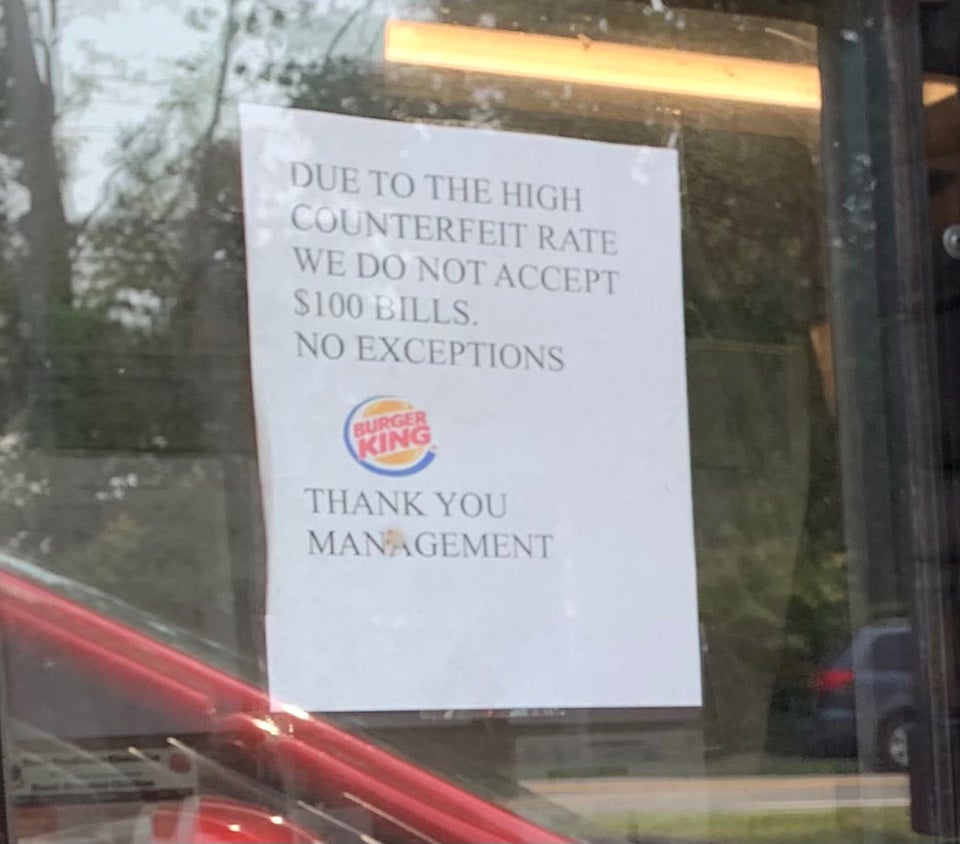 DUE TO THE HIGH
COUNTERFEIT RATE
WE DO NOT ACCEPT
$100 BILLS.
NO EXCEPTIONS
BURGER
KING
THANK YOU
MANAGEMENT